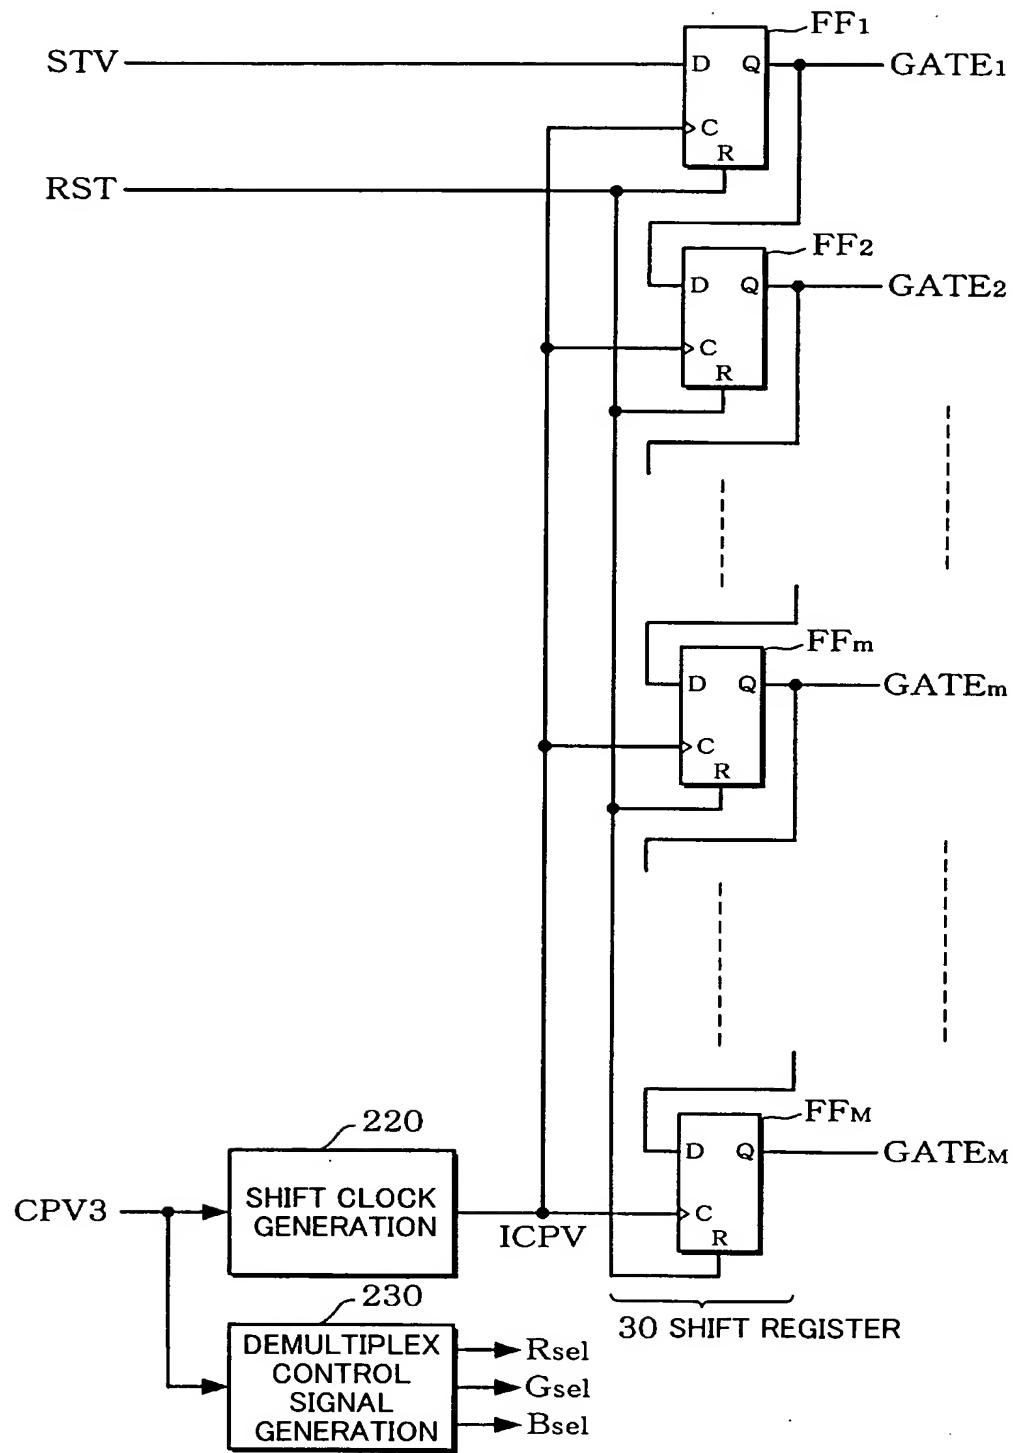 FF1
STV
D Q
GATE1
C
R
RST
FF2
D Q
GATE2
C
R
FFm
D Q
GATEm
C
R
FFM
D Q
GATEM
220
CPV3
SHIFT CLOCK
GENERATION
ICPV
C
R
230
30 SHIFT REGISTER
DEMULTIPLEX
CONTROL
SIGNAL
GENERATION
Rsel
Gsel
Bsel